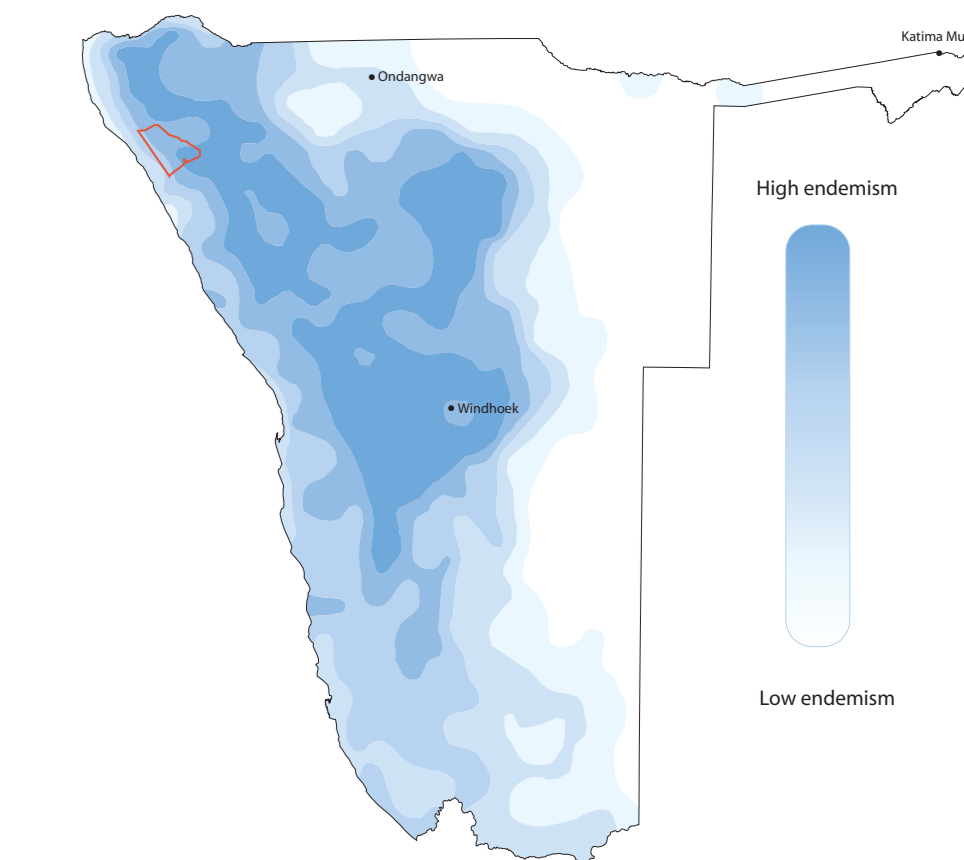 Katima Mu
Ondangwa
High endemism
Windhoek
Low endemism